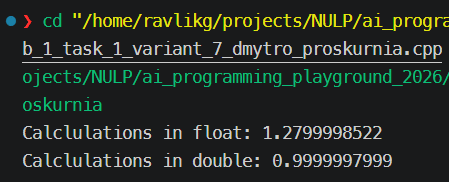 ❯ cd "/home/ravlikg/projects/NULP/ai_progra
b_1_task_1_variant_7_dmytro_proskurnia.cpp
ojects/NULP/ai_programming_playground_2026/
oskurnia
Calclulations in float: 1.2799998522
Calclulations in double: 0.9999997999